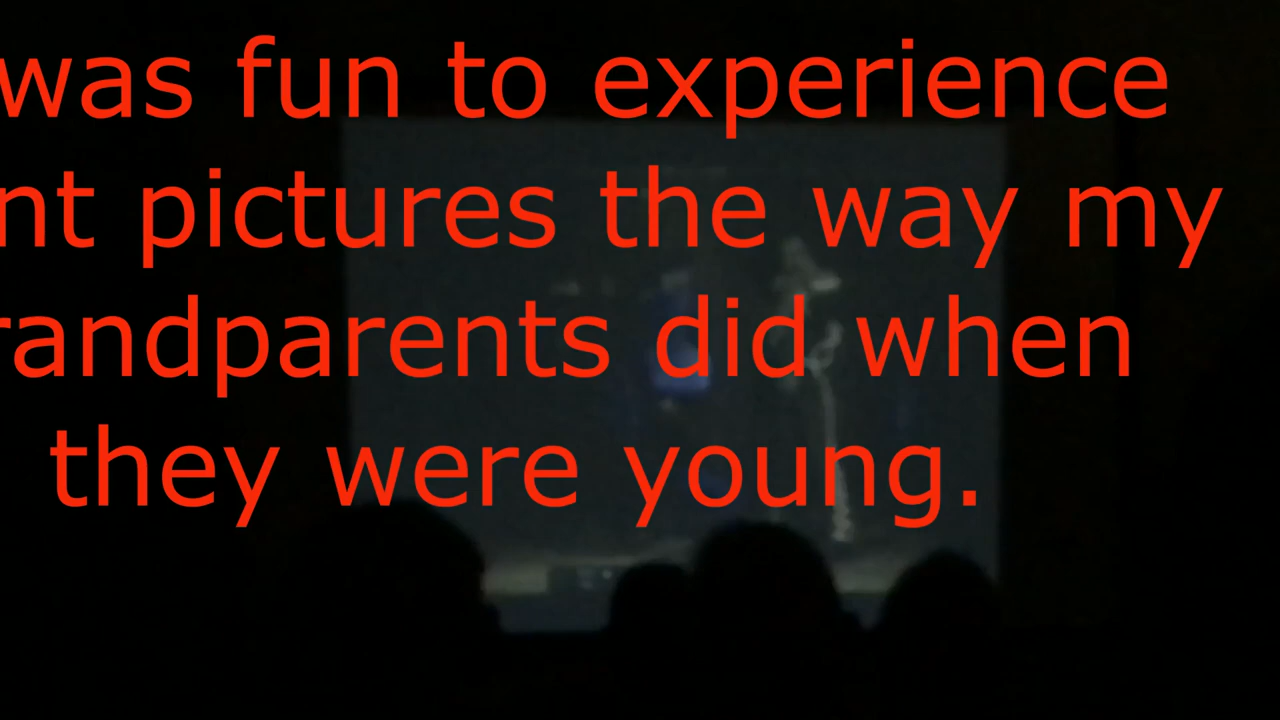 was fun to experience
nt pictures the way my
randparents did when
they were young.